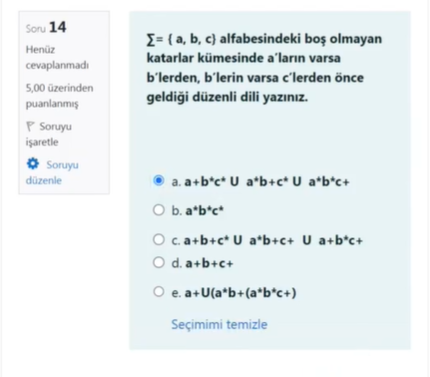 Soru 14
Henüz
cevaplanmadı
5,00 üzerinden
puanlanmış
Soruyu
işaretle
Soruyu
düzenle
∑= { a, b, c} alfabesindeki boş olmayan
katarlar kümesinde a'ların varsa
b'lerden, b'lerin varsa c'lerden önce
geldiği düzenli dili yazınız.
a. a+b*c* U a*b+c* U a*b*c+
b. a*b*c*
c. a+b+c* U a*b+c+ U a+b*c+
d. a+b+c+
e. a+U(a*b+(a*b*c+)
Seçimimi temizle